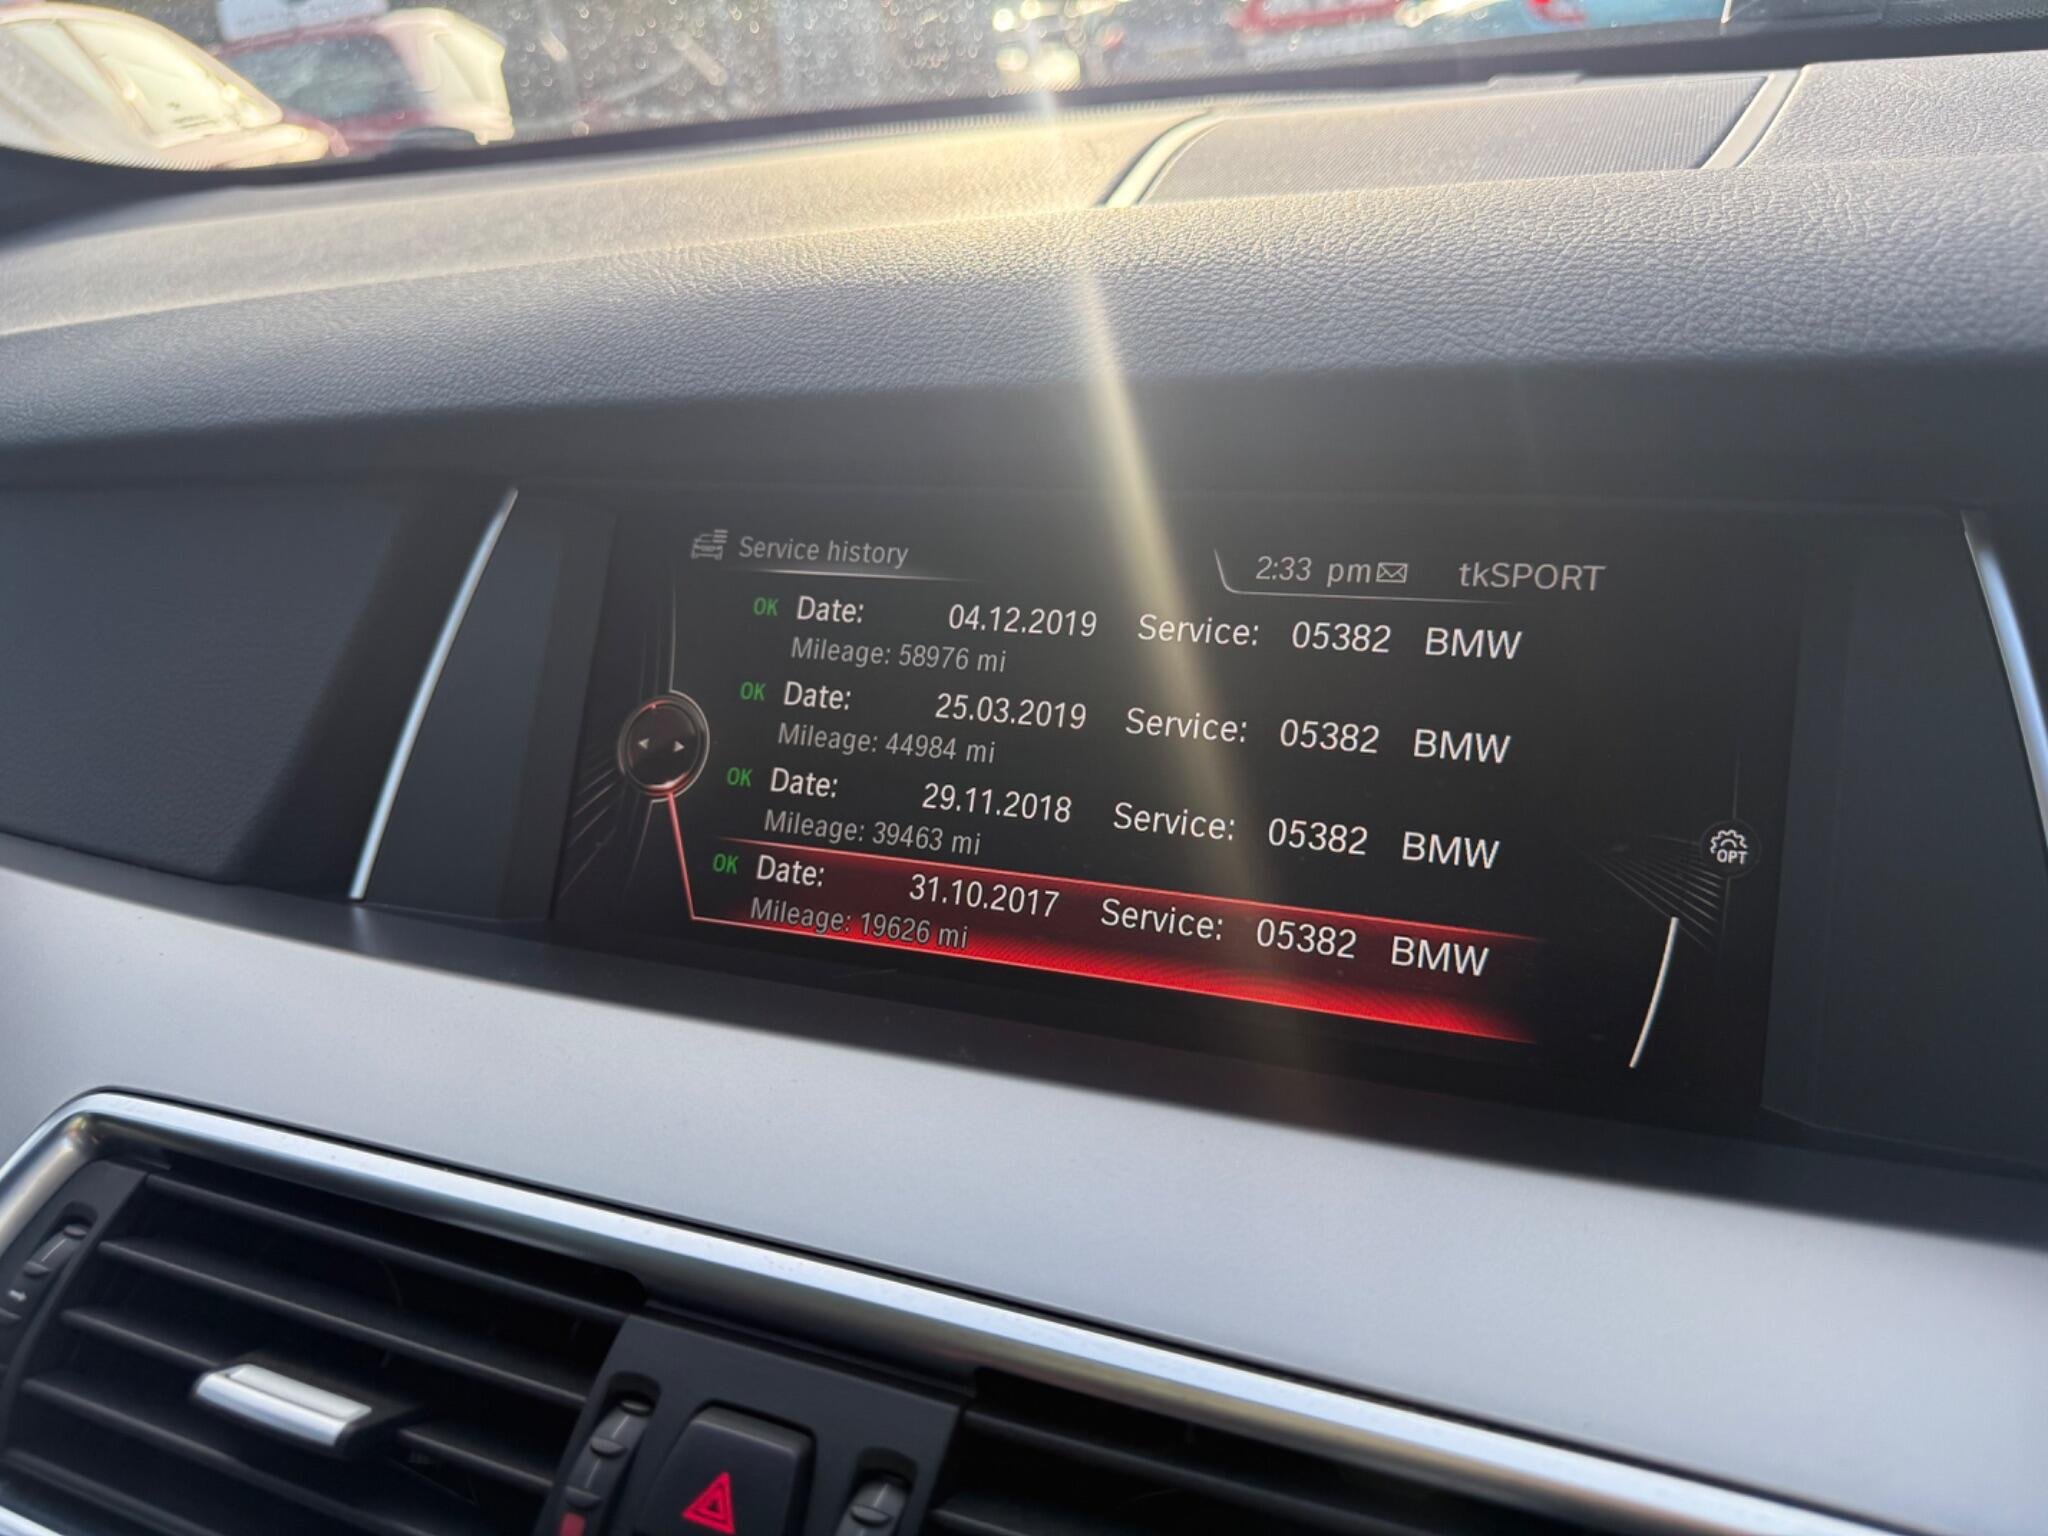 Service history
2:33 pm tkSPORT
OK Date: 04.12.2019 Service: 05382 BMW
Mileage: 58976 mi
OK Date: 25.03.2019 Service: 05382 BMW
Mileage: 44984 mi
OK Date: 29.11.2018 Service: 05382 BMW
Mileage: 39463 mi
OPT
OK Date: 31.10.2017 Service: 05382 BMW
Mileage: 19626 mi